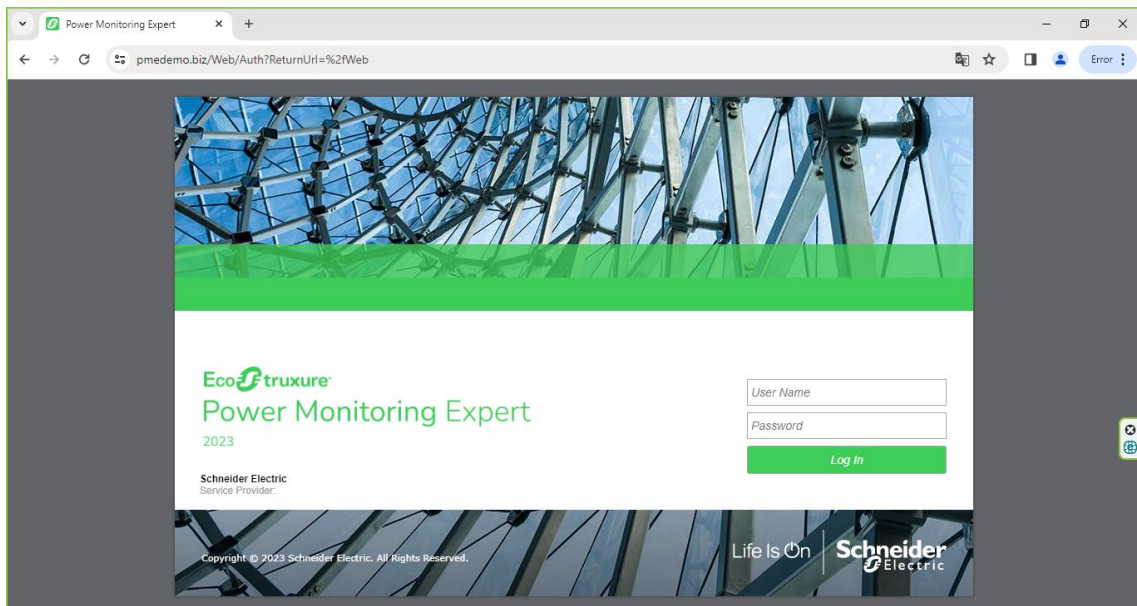 Power Monitoring Expert
pmedemo.biz/Web/Auth?ReturnUrl=%2fWeb
Error
EcoStruxure™
Power Monitoring Expert
2023
User Name
Password
Log In
Schneider Electric
Service Provider:
Copyright © 2023 Schneider Electric. All Rights Reserved.
Life Is On
Schneider
Electric